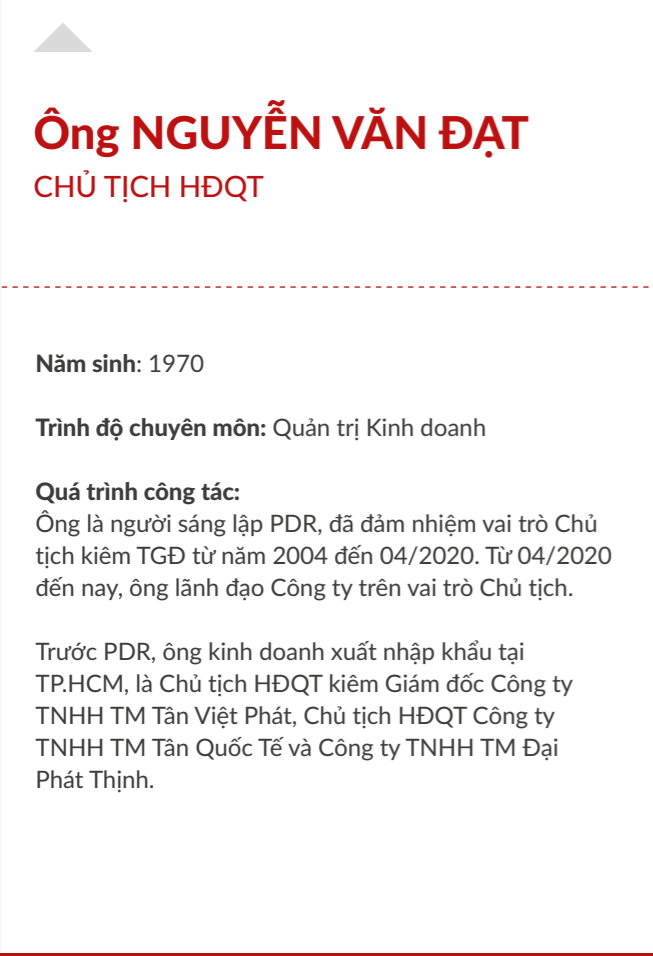 Ông NGUYỄN VĂN ĐẠT
CHỦ TỊCH HĐQT
Năm sinh: 1970
Trình độ chuyên môn: Quản trị Kinh doanh
Quá trình công tác:
Ông là người sáng lập PDR, đã đảm nhiệm vai trò Chủ
tịch kiêm TGĐ từ năm 2004 đến 04/2020. Từ 04/2020
đến nay, ông lãnh đạo Công ty trên vai trò Chủ tịch.
Trước PDR, ông kinh doanh xuất nhập khẩu tại
TP.HCM, là Chủ tịch HĐQT kiêm Giám đốc Công ty
TNHH TM Tân Việt Phát, Chủ tịch HĐQT Công ty
TNHH TM Tân Quốc Tế và Công ty TNHH TM Đại
Phát Thịnh.